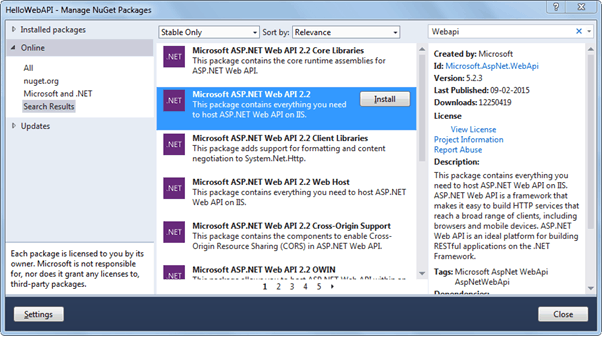 HelloWebAPI - Manage NuGet Packages
Installed packages
Online
All
nuget.org
Microsoft and .NET
Search Results
Updates
Each package is licensed to you by its
owner. Microsoft is not responsible
for, nor does it grant any licenses to,
third-party packages.
Stable Only
Sort by: Relevance
.NET
Microsoft ASP.NET Web API 2.2 Core Libraries
This package contains the core runtime assemblies for
ASP.NET Web API.
.NET
Microsoft ASP.NET Web API 2.2
This package contains everything you need
to host ASP.NET Web API on IIS.
Install
.NET
Microsoft ASP.NET Web API 2.2 Client Libraries
This package adds support for formatting and content
negotiation to System.Net.Http.
.NET
Microsoft ASP.NET Web API 2.2 Web Host
This package contains everything you need to host ASP.NET
Web API on IIS.
.NET
Microsoft ASP.NET Web API 2.2 Cross-Origin Support
This package contains the components to enable Cross-
Origin Resource Sharing (CORS) in ASP.NET Web API.
.NET
Microsoft ASP.NET Web API 2.2 OWIN
This package allows you to host ASP.NET Web API within an
1 2 3 4 5
Webapi
Created by: Microsoft
Id: Microsoft.AspNet.WebApi
Version: 5.2.3
Last Published: 09-02-2015
Downloads: 12250419
License
View License
Project Information
Report Abuse
Description:
This package contains everything you
need to host ASP.NET Web API on IIS.
ASP.NET Web API is a framework that
makes it easy to build HTTP services that
reach a broad range of clients, including
browsers and mobile devices. ASP.NET
Web API is an ideal platform for building
RESTful applications on the .NET
Framework.
Tags: Microsoft AspNet WebApi
AspNetWebApi
Dependencies:
Settings
Close